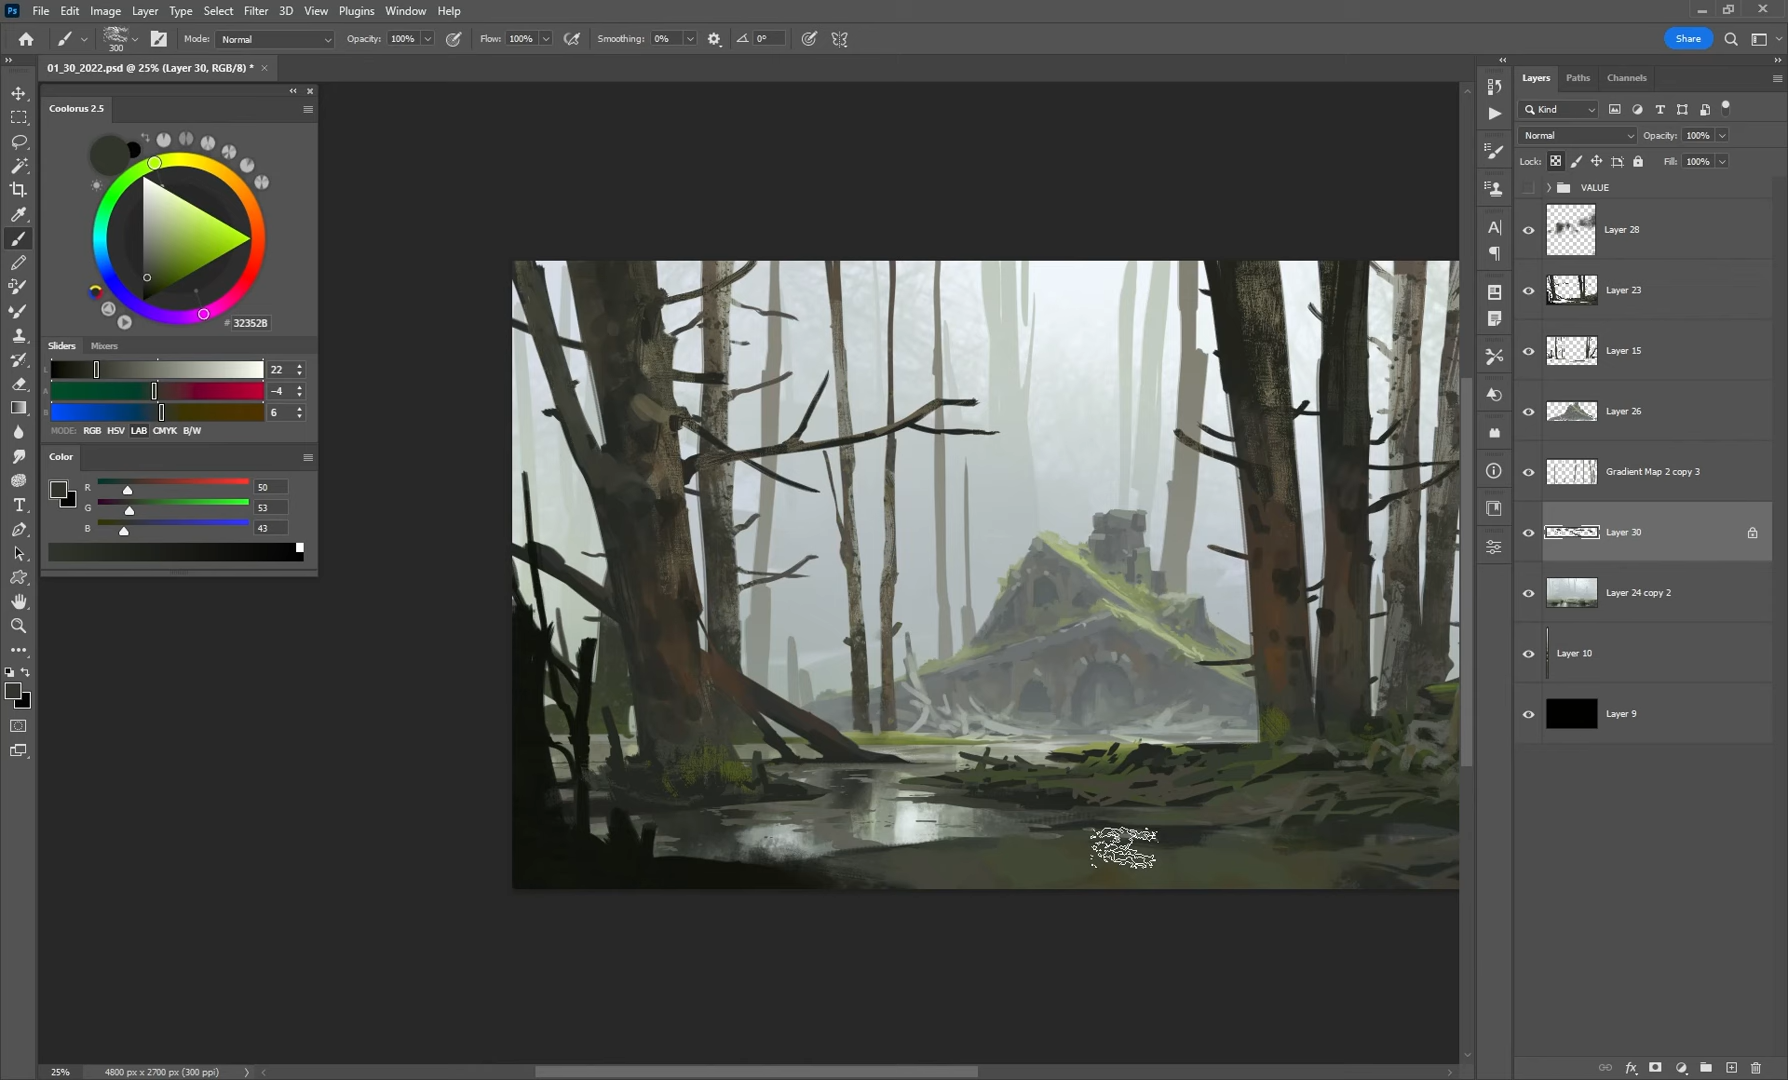 Ps File Edit Image Layer Type Select Filter 3D View Plugins Window Help
300 Mode: Normal Opacity: 100% Flow: 100% Smoothing: 0% 0° Share
01_30_2022.psd @ 25% (Layer 30, RGB/8) * ×
Coolorus 2.5
# 32352B
Sliders Mixers
L 22
A -4
B 6
MODE: RGB HSV LAB CMYK B/W
Color
R 50
G 53
B 43
Layers Paths Channels
Kind
Normal Opacity: 100%
Lock: Fill: 100%
VALUE
Layer 28
Layer 23
Layer 15
Layer 26
Gradient Map 2 copy 3
Layer 30
Layer 24 copy 2
Layer 10
Layer 9
25% 4800 px x 2700 px (300 ppi)
fx